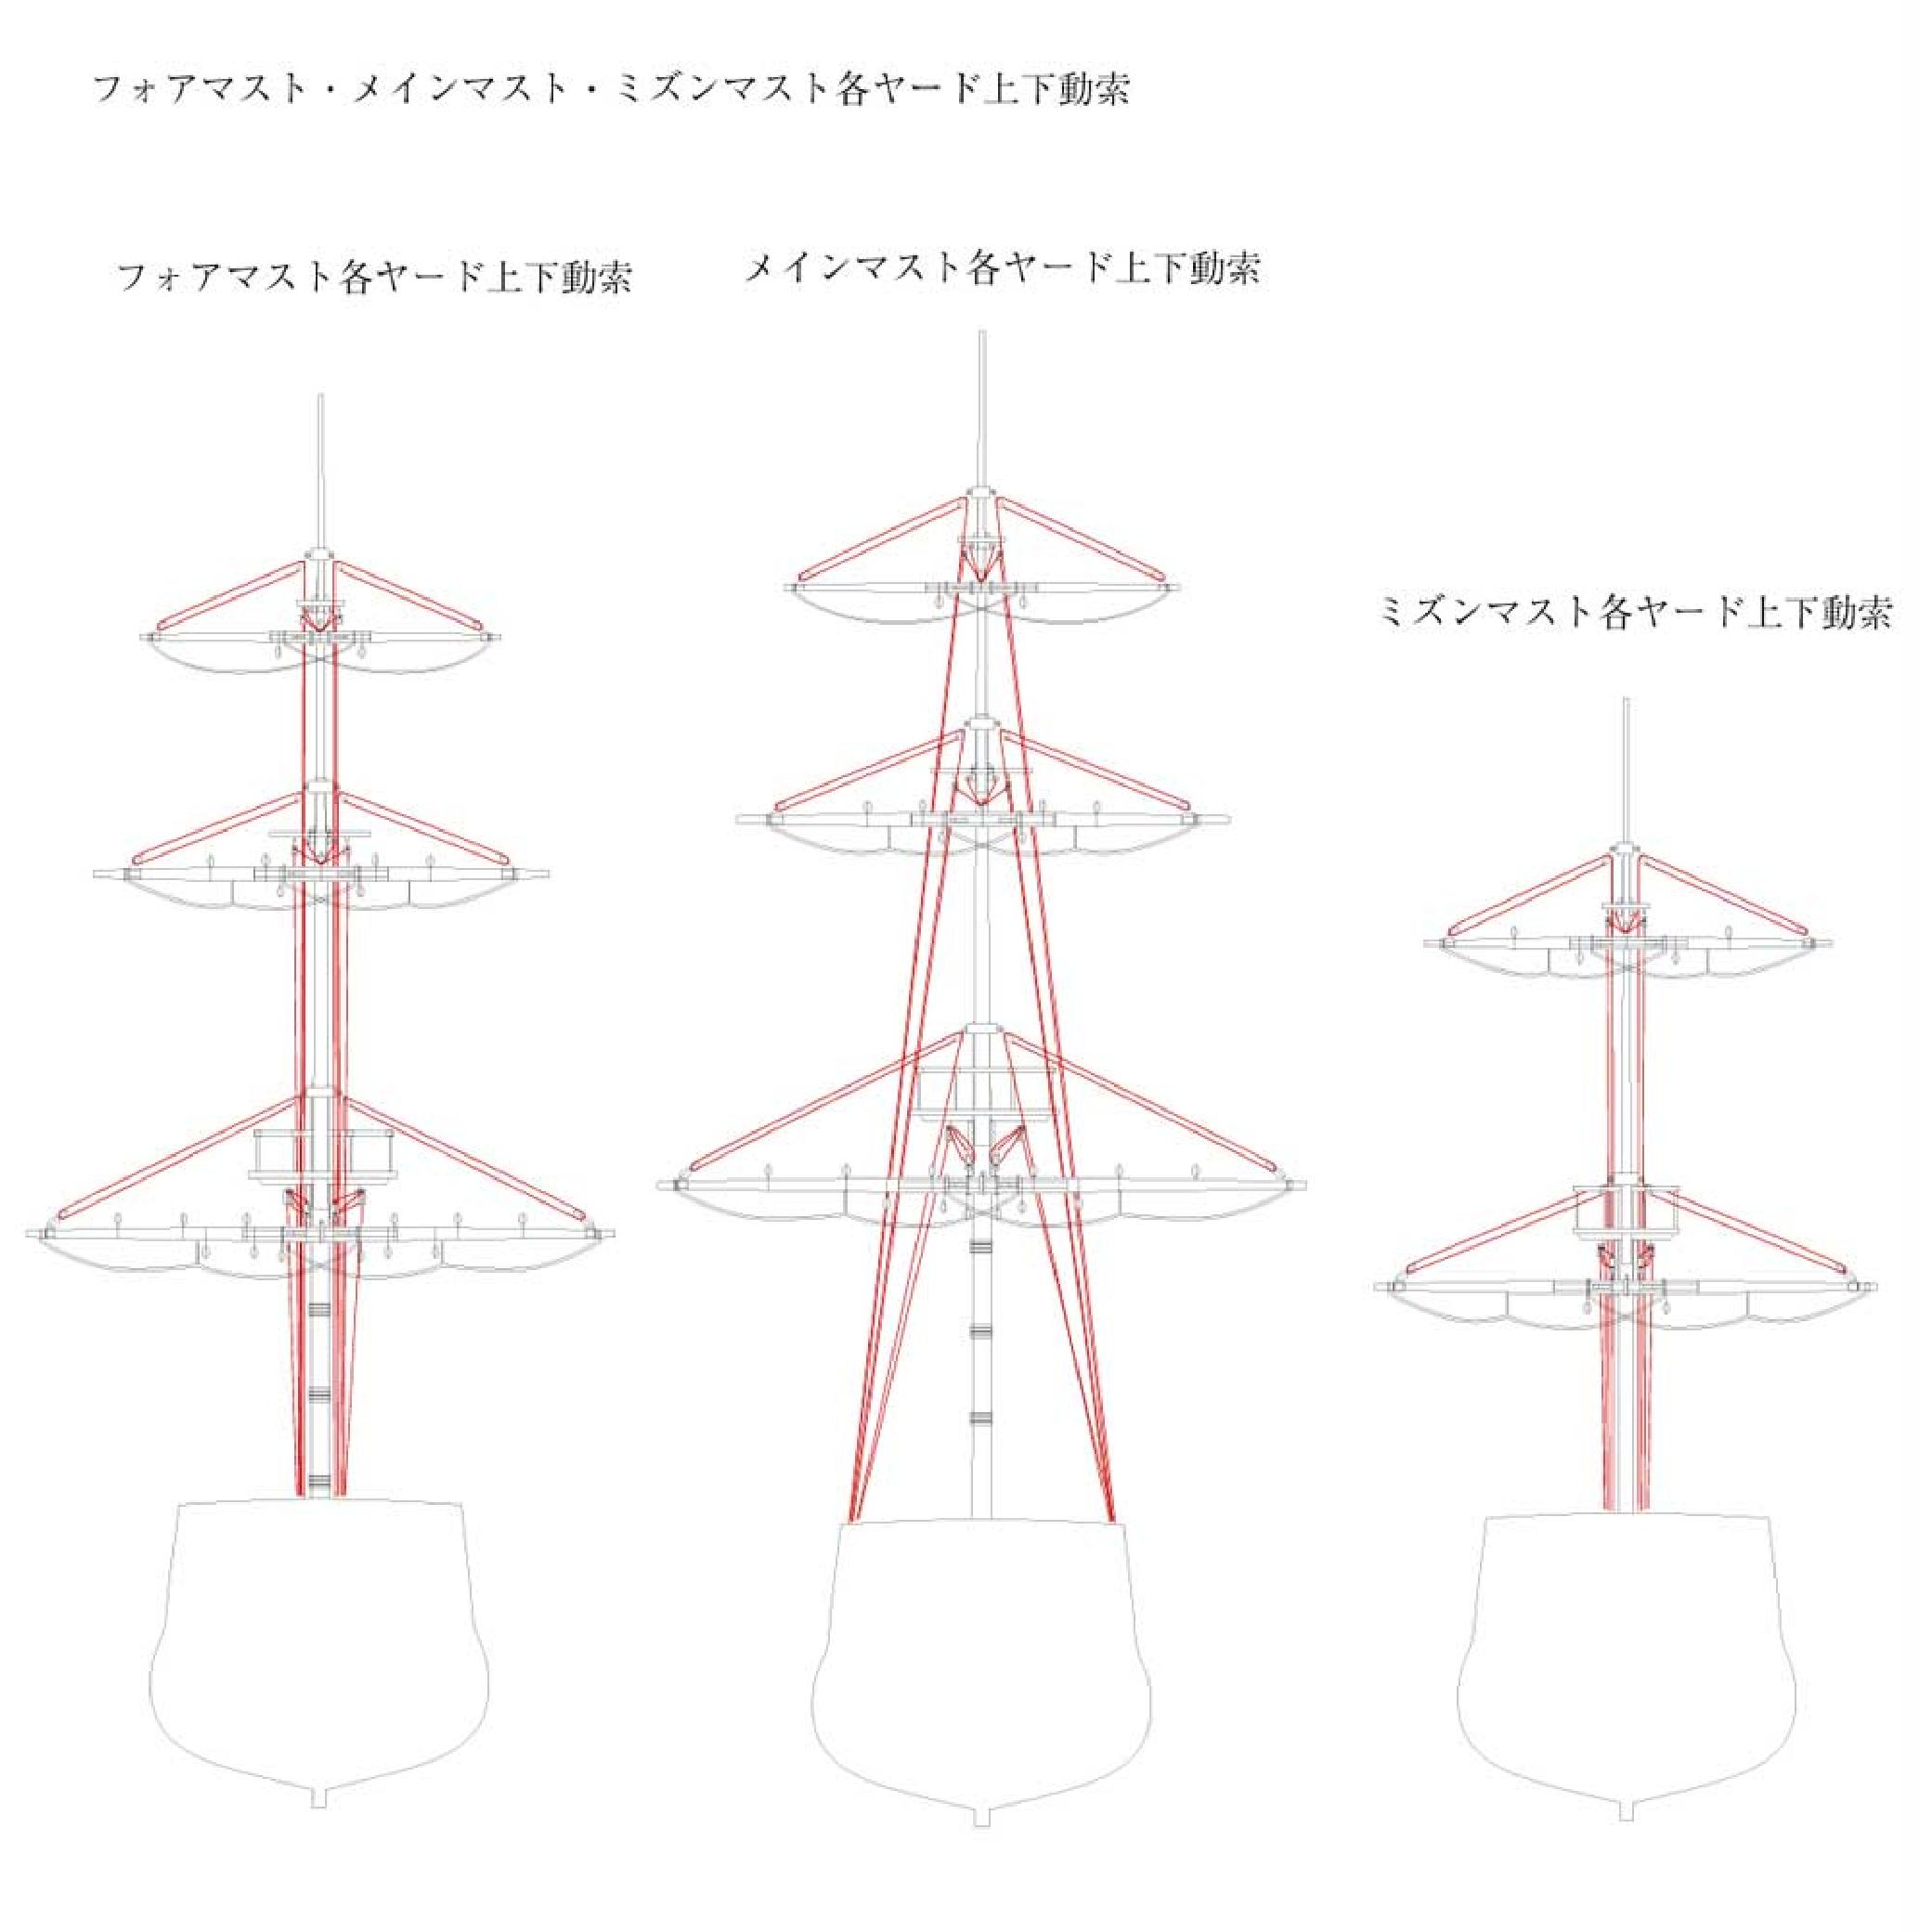 フォアマスト・メインマスト・ミズンマスト各ヤード上下動索
フォアマスト各ヤード上下動索
メインマスト各ヤード上下動索
ミズンマスト各ヤード上下動索